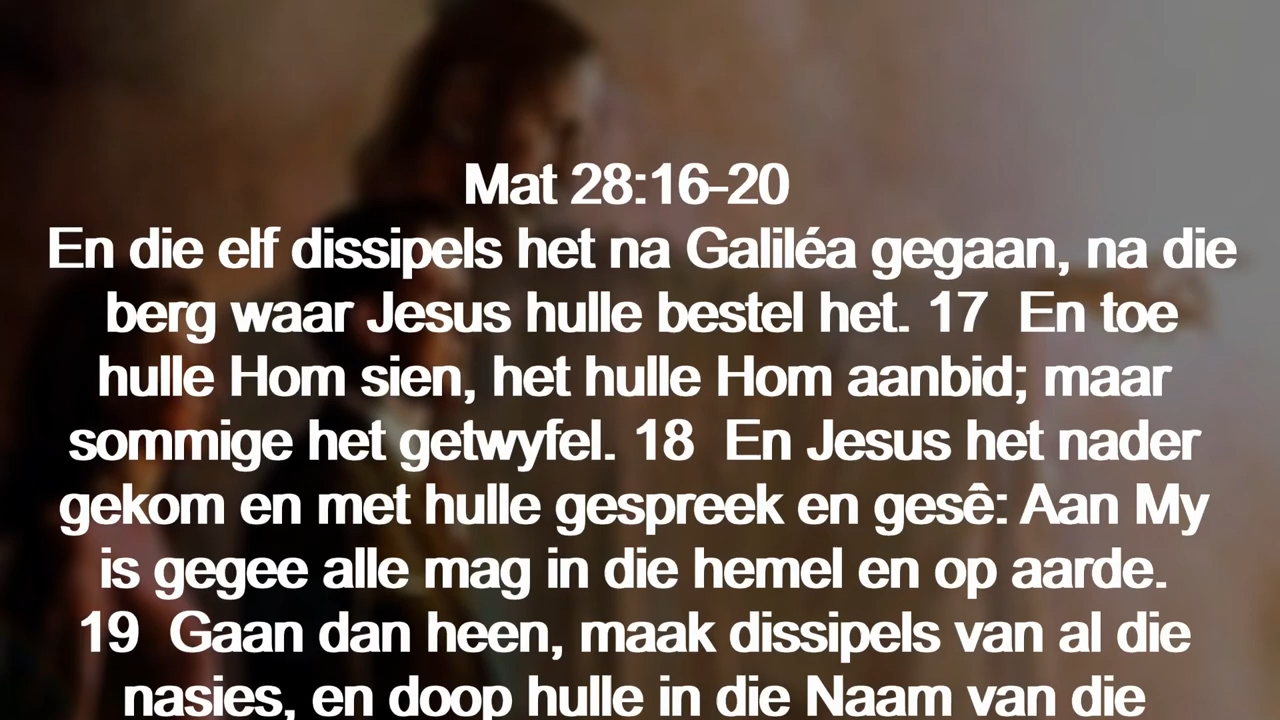 Mat 28:16-20
En die elf dissipels het na Galiléa gegaan, na die
berg waar Jesus hulle bestel het. 17 En toe
hulle Hom sien, het hulle Hom aanbid; maar
sommige het getwyfel. 18 En Jesus het nader
gekom en met hulle gespreek en gesê: Aan My
is gegee alle mag in die hemel en op aarde.
19 Gaan dan heen, maak dissipels van al die
nasies, en doop hulle in die Naam van die